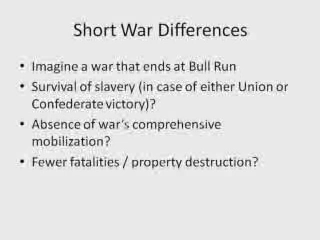 Short War Differences
• Imagine a war that ends at Bull Run
• Survival of slavery (in case of either Union or
Confederate victory)?
• Absence of war's comprehensive
mobilization?
• Fewer fatalities / property destruction?